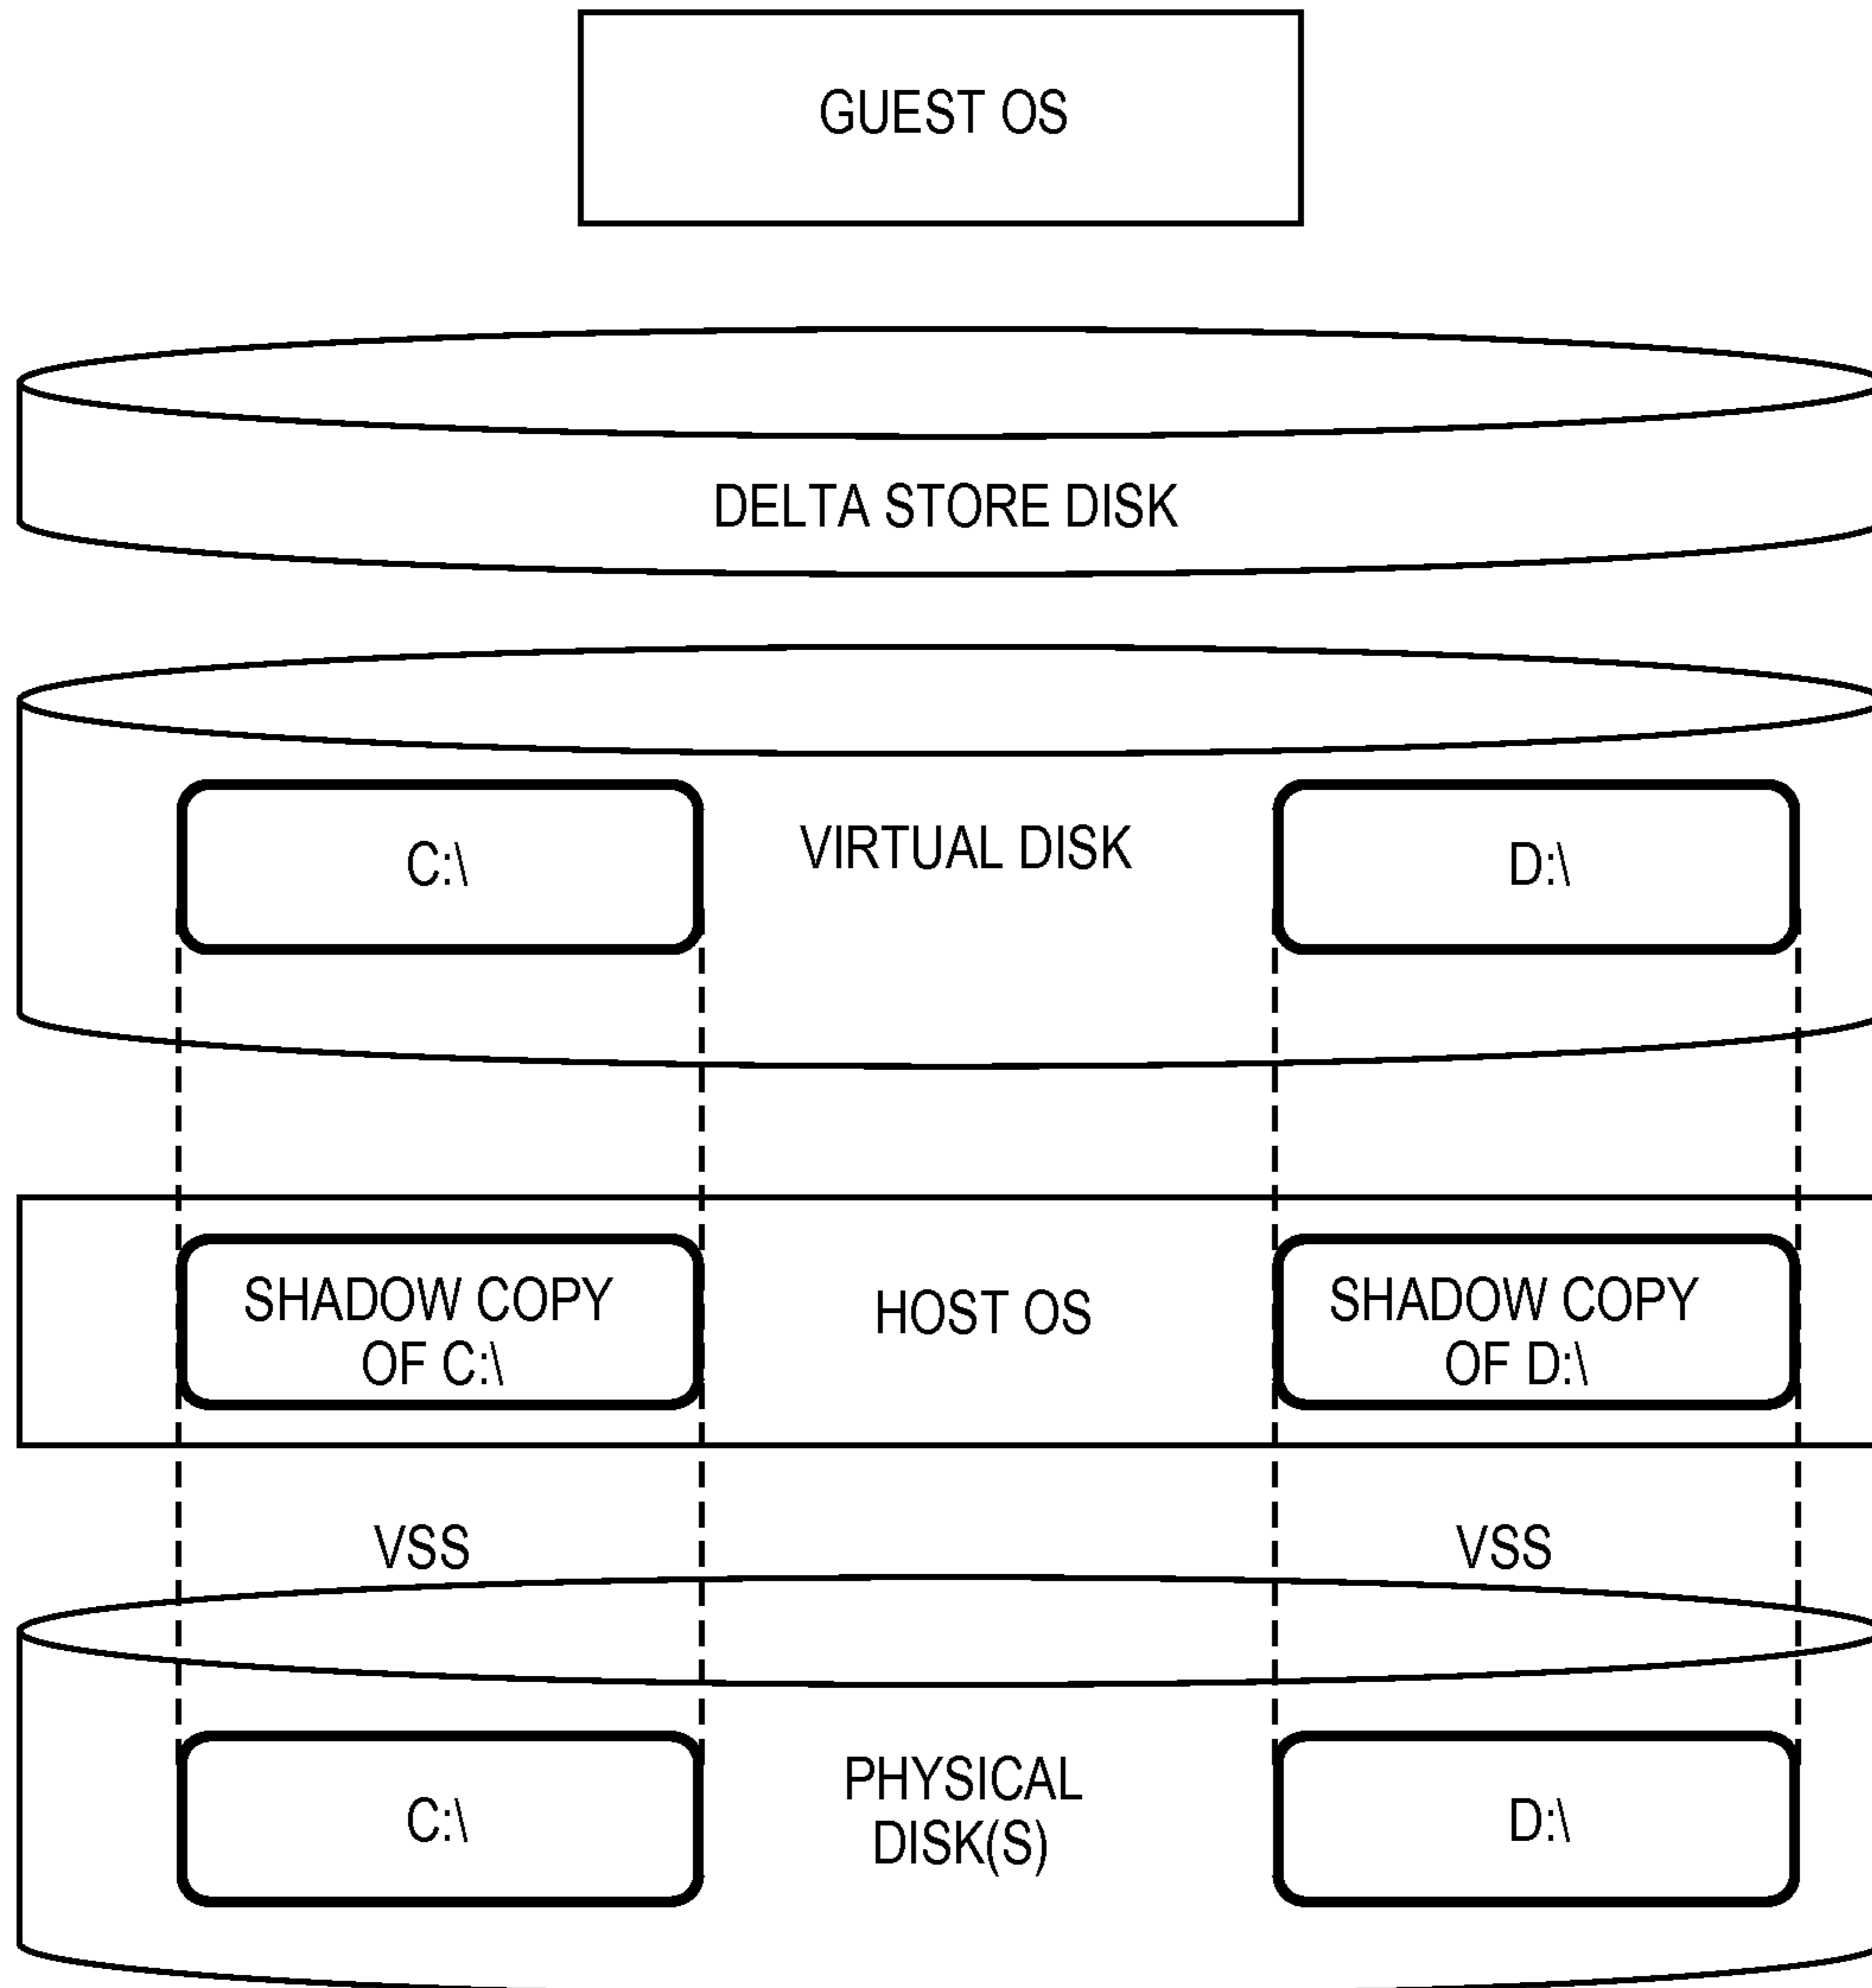 GUEST OS
DELTA STORE DISK
C:\
VIRTUAL DISK
D:\
SHADOW COPY
OF C:\
HOST OS
SHADOW COPY
OF D:\
VSS
VSS
C:\
PHYSICAL
DISK(S)
D:\